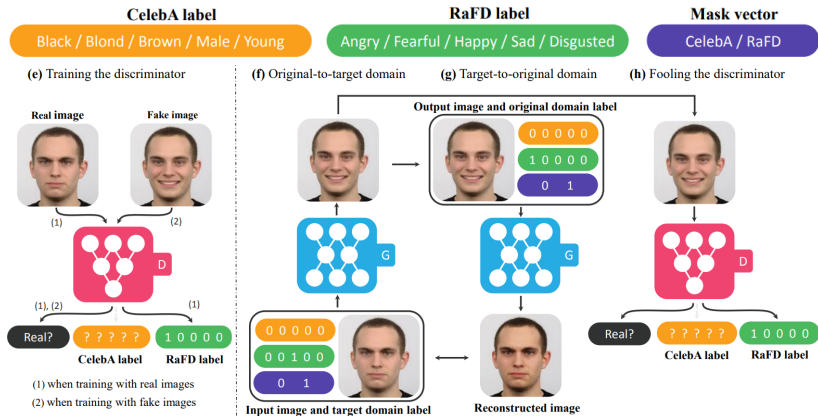 CelebA label
RaFD label
Mask vector
Black / Blond / Brown / Male / Young
Angry / Fearful / Happy / Sad / Disgusted
CelebA / RaFD
(e) Training the discriminator
(f) Original-to-target domain
(g) Target-to-original domain
(h) Fooling the discriminator
Real image
Fake image
(1)
(2)
D
(1), (2)
(1)
Real?
? ? ? ? ?
1 0 0 0 0
CelebA label
RaFD label
(1) when training with real images
(2) when training with fake images
Output image and original domain label
0 0 0 0 0
1 0 0 0 0
0 1
G
G
0 0 0 0 0
0 0 1 0 0
0 1
Input image and target domain label
Reconstructed image
D
Real?
? ? ? ? ?
1 0 0 0 0
CelebA label
RaFD label